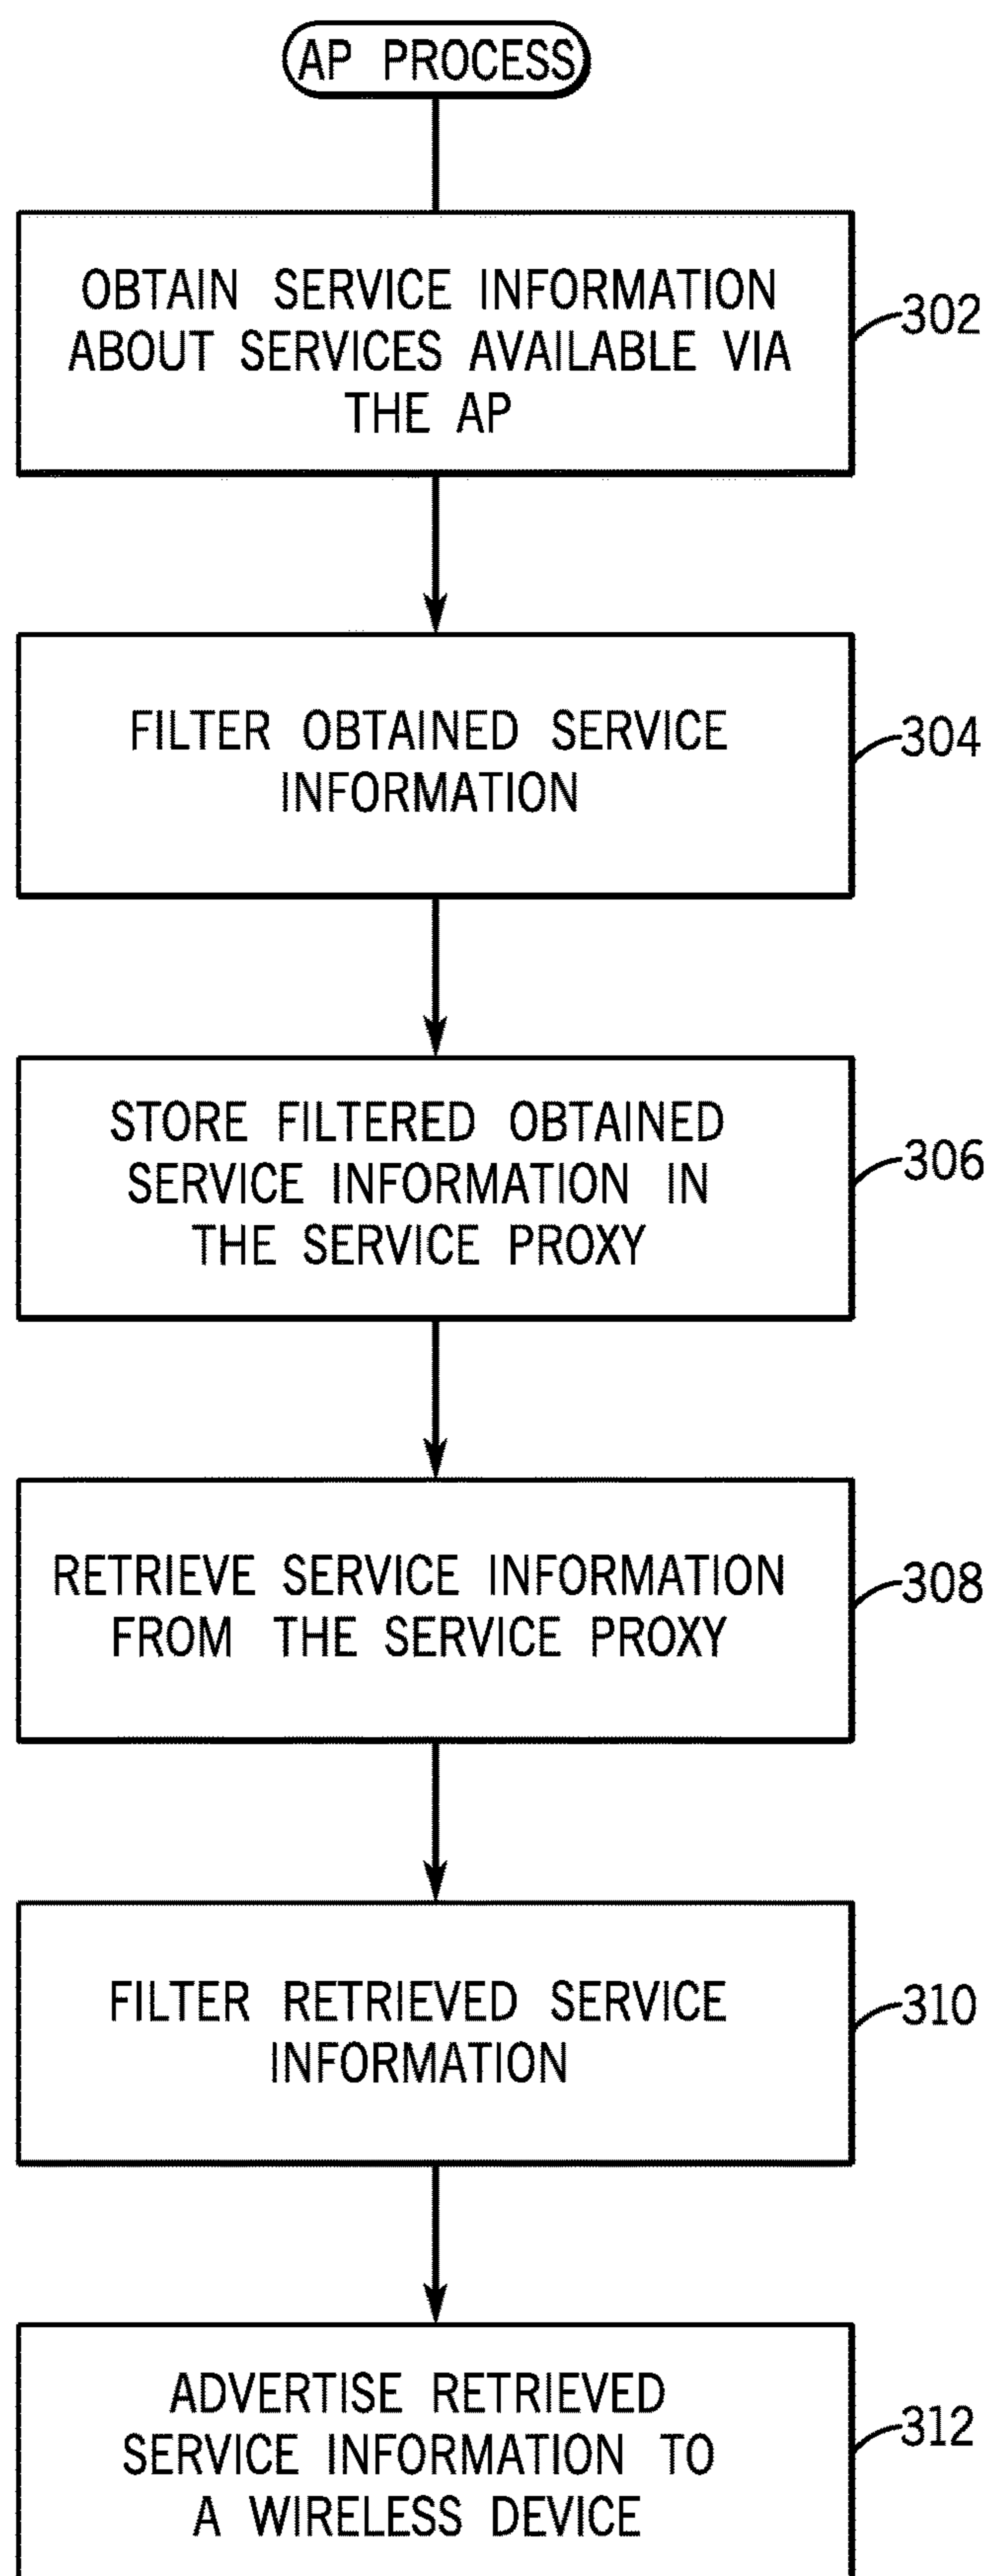 AP PROCESS
OBTAIN SERVICE INFORMATION
ABOUT SERVICES AVAILABLE VIA
THE AP
302
FILTER OBTAINED SERVICE
INFORMATION
304
STORE FILTERED OBTAINED
SERVICE INFORMATION IN
THE SERVICE PROXY
306
RETRIEVE SERVICE INFORMATION
FROM THE SERVICE PROXY
308
FILTER RETRIEVED SERVICE
INFORMATION
310
ADVERTISE RETRIEVED
SERVICE INFORMATION TO
A WIRELESS DEVICE
312